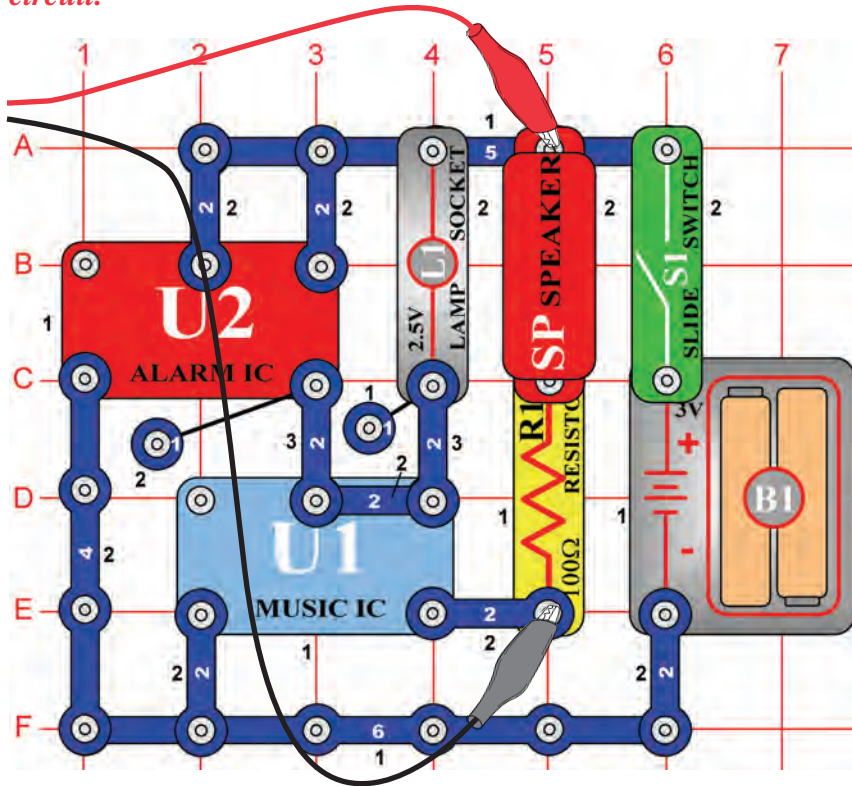 circuit.
1 2 3 4 5 6 7
A
1
5
2 2 2 2 2 2 2
SOCKET
LAMP
L1
2.5V
SPEAKER
SP
SWITCH
SLIDE
S1
B
U2
1
ALARM IC
C
1
1
1
2
3 2
2 3
2
R1
100Ω
1
3V
+
-
B1
1
D
2
4 2
U1
MUSIC IC
E
2
2
1
2 2
2 2
F
6
1